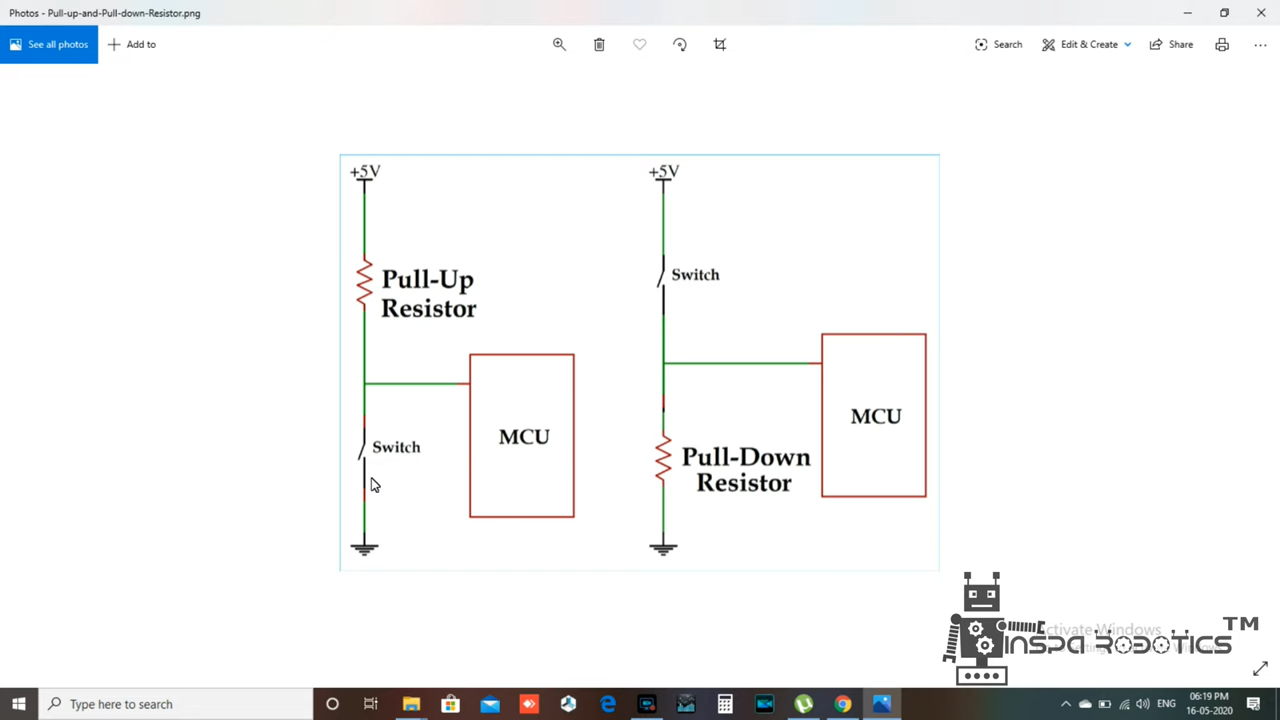 Photos - Pull-up-and-Pull-down-Resistor.png
See all photos
Add to
Search
Edit & Create
Share
+5V
+5V
Switch
Pull-Up
Resistor
MCU
MCU
Switch
Pull-Down
Resistor
Activate Windows
INSPA ROBOTICS TM
Type here to search
ENG
06:19 PM
16-05-2020